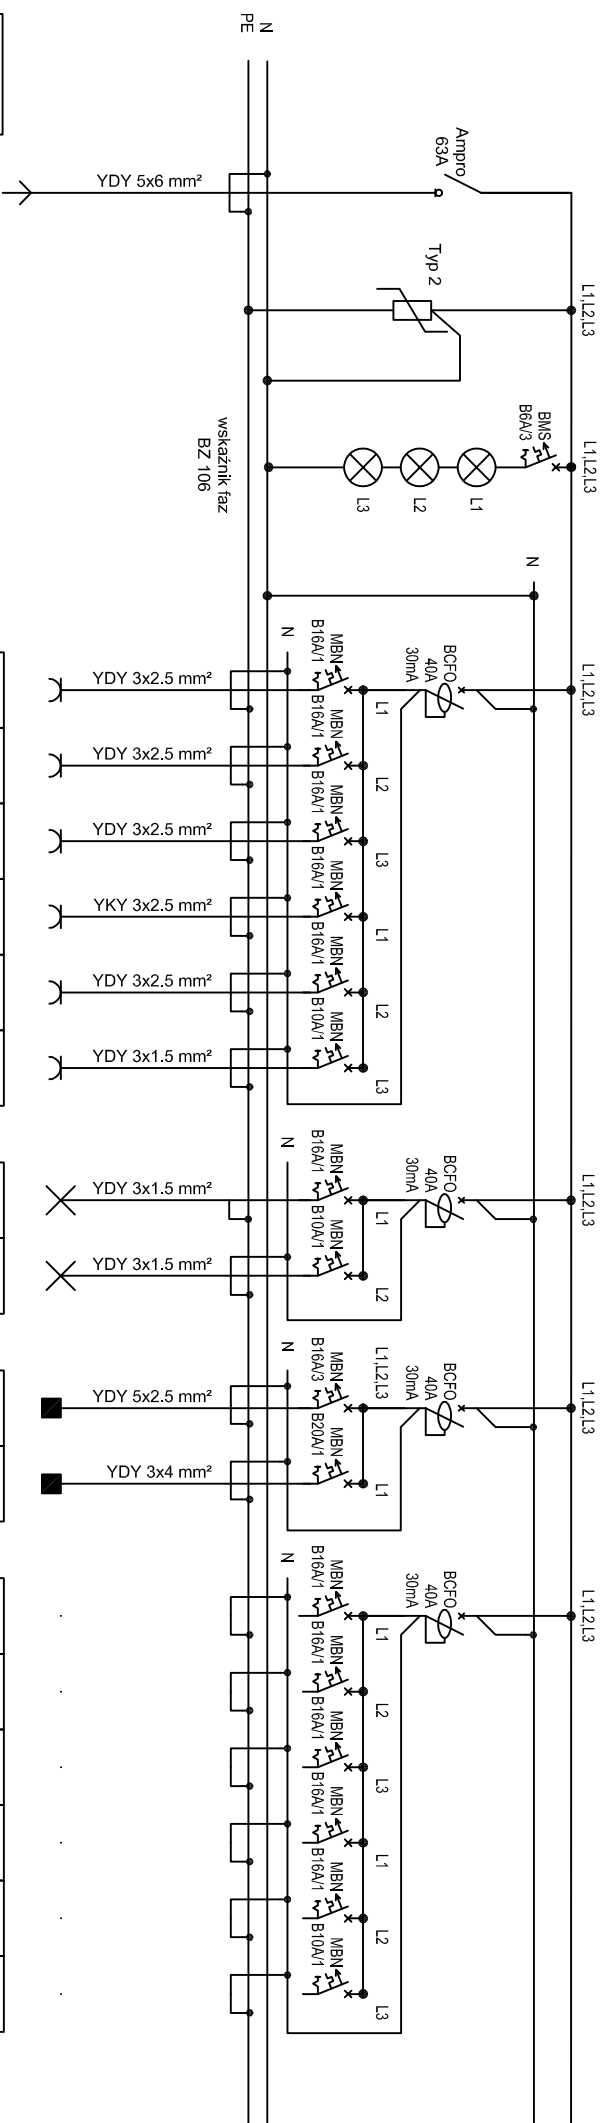 N
PE
YDY 5x6 mm²
Ampro
63A
Typ 2
L1,L2,L3
L1,L2,L3
BMS
B6A/3
L1
L2
L3
wskaźnik faz
BZ 106
N
L1,L2,L3
BCFO
40A
30mA
N
MBN
B16A/1
L1
YDY 3x2.5 mm²
MBN
B16A/1
L2
YDY 3x2.5 mm²
MBN
B16A/1
L3
YDY 3x2.5 mm²
MBN
B16A/1
L1
YKY 3x2.5 mm²
MBN
B16A/1
L2
YDY 3x2.5 mm²
MBN
B10A/1
L3
YDY 3x1.5 mm²
L1,L2,L3
BCFO
40A
30mA
N
MBN
B16A/1
L1
YDY 3x1.5 mm²
MBN
B10A/1
L2
YDY 3x1.5 mm²
L1,L2,L3
BCFO
40A
30mA
N
MBN
B16A/3
L1,L2,L3
YDY 5x2.5 mm²
MBN
B20A/1
L1
YDY 3x4 mm²
L1,L2,L3
BCFO
40A
30mA
N
MBN
B16A/1
L1
MBN
B16A/1
L2
MBN
B16A/1
L3
MBN
B16A/1
L1
MBN
B16A/1
L2
MBN
B10A/1
L3